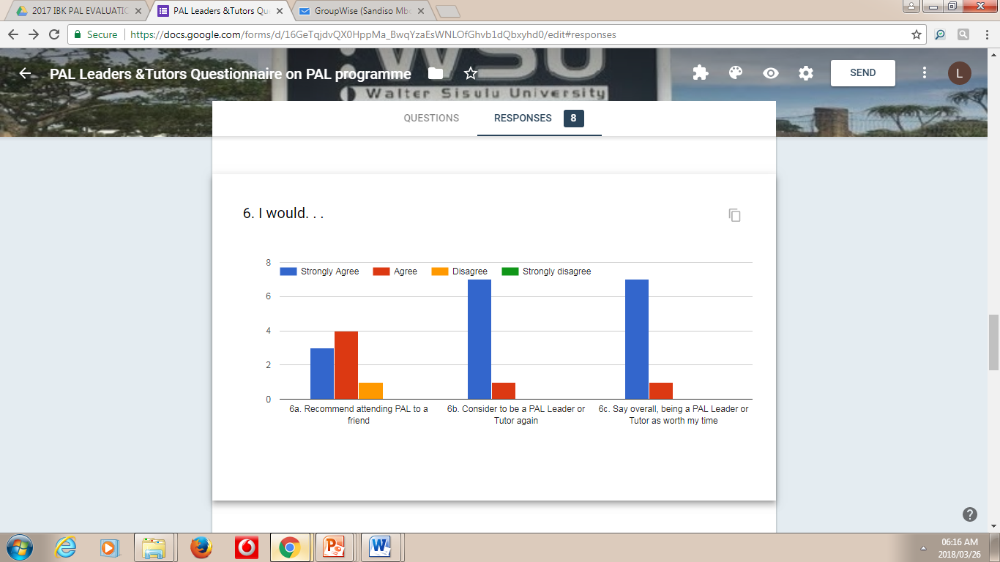 2017 IBK PAL EVALUATIC
PAL Leaders &Tutors Que
GroupWise (Sandiso Mbc
Secure
https://docs.google.com/forms/d/16GeTqjdvQX0HppMa_BwqYzaEsWNLOfGhvb1dQbxyhd0/edit#responses
WSU
Walter Sisulu University
PAL Leaders &Tutors Questionnaire on PAL programme
SEND
L
QUESTIONS
RESPONSES 8
6. I would. . .
8
Strongly Agree Agree Disagree Strongly disagree
6
4
2
0
6a. Recommend attending PAL to a
friend
6b. Consider to be a PAL Leader or
Tutor again
6c. Say overall, being a PAL Leader or
Tutor as worth my time
06:16 AM
2018/03/26